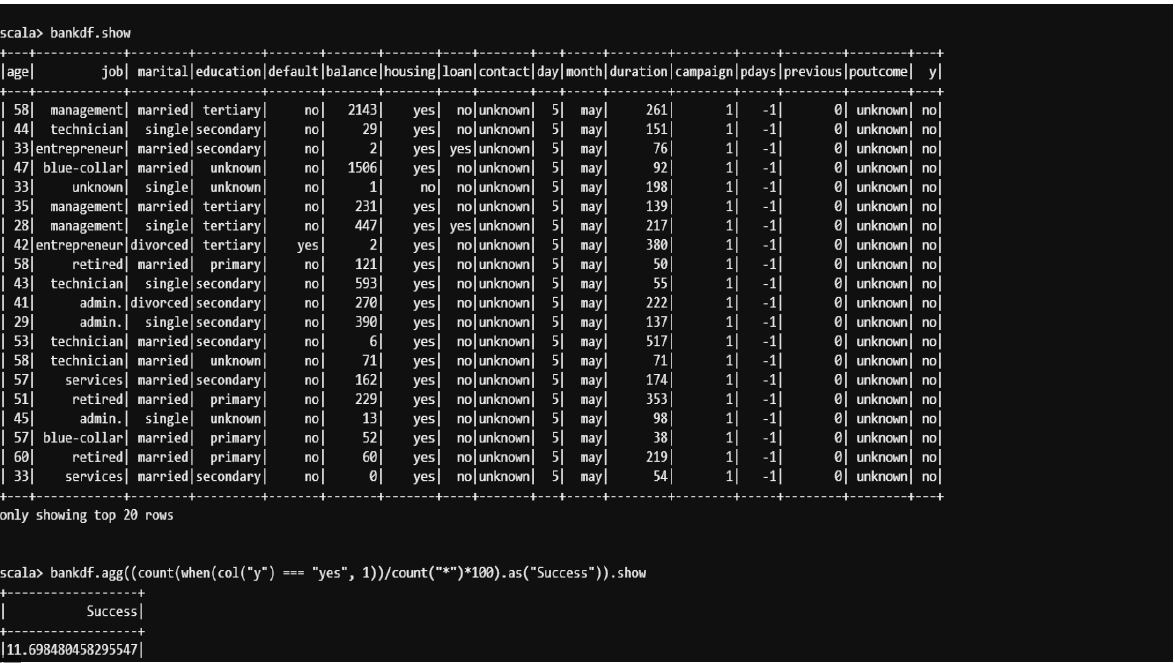 scala> bankdf.show
+---+------------+--------+---------+-------+-------+-------+----+-------+---+-----+--------+--------+-----+--------+--------+---+
|age|         job| marital|education|default|balance|housing|loan|contact|day|month|duration|campaign|pdays|previous|poutcome|  y|
+---+------------+--------+---------+-------+-------+-------+----+-------+---+-----+--------+--------+-----+--------+--------+---+
| 58|  management| married| tertiary|     no|   2143|    yes|  no|unknown|  5|  may|     261|       1|   -1|       0| unknown| no|
| 44|  technician|  single|secondary|     no|     29|    yes|  no|unknown|  5|  may|     151|       1|   -1|       0| unknown| no|
| 33|entrepreneur| married|secondary|     no|      2|    yes| yes|unknown|  5|  may|      76|       1|   -1|       0| unknown| no|
| 47| blue-collar| married|  unknown|     no|   1506|    yes|  no|unknown|  5|  may|      92|       1|   -1|       0| unknown| no|
| 33|     unknown|  single|  unknown|     no|      1|     no|  no|unknown|  5|  may|     198|       1|   -1|       0| unknown| no|
| 35|  management| married| tertiary|     no|    231|    yes|  no|unknown|  5|  may|     139|       1|   -1|       0| unknown| no|
| 28|  management|  single| tertiary|     no|    447|    yes| yes|unknown|  5|  may|     217|       1|   -1|       0| unknown| no|
| 42|entrepreneur|divorced| tertiary|    yes|      2|    yes|  no|unknown|  5|  may|     380|       1|   -1|       0| unknown| no|
| 58|     retired| married|  primary|     no|    121|    yes|  no|unknown|  5|  may|      50|       1|   -1|       0| unknown| no|
| 43|  technician|  single|secondary|     no|    593|    yes|  no|unknown|  5|  may|      55|       1|   -1|       0| unknown| no|
| 41|      admin.|divorced|secondary|     no|    270|    yes|  no|unknown|  5|  may|     222|       1|   -1|       0| unknown| no|
| 29|      admin.|  single|secondary|     no|    390|    yes|  no|unknown|  5|  may|     137|       1|   -1|       0| unknown| no|
| 53|  technician| married|secondary|     no|      6|    yes|  no|unknown|  5|  may|     517|       1|   -1|       0| unknown| no|
| 58|  technician| married|  unknown|     no|     71|    yes|  no|unknown|  5|  may|      71|       1|   -1|       0| unknown| no|
| 57|    services| married|secondary|     no|    162|    yes|  no|unknown|  5|  may|     174|       1|   -1|       0| unknown| no|
| 51|     retired| married|  primary|     no|    229|    yes|  no|unknown|  5|  may|     353|       1|   -1|       0| unknown| no|
| 45|      admin.|  single|  unknown|     no|     13|    yes|  no|unknown|  5|  may|      98|       1|   -1|       0| unknown| no|
| 57| blue-collar| married|  primary|     no|     52|    yes|  no|unknown|  5|  may|      38|       1|   -1|       0| unknown| no|
| 60|     retired| married|  primary|     no|     60|    yes|  no|unknown|  5|  may|     219|       1|   -1|       0| unknown| no|
| 33|    services| married|secondary|     no|      0|    yes|  no|unknown|  5|  may|      54|       1|   -1|       0| unknown| no|
+---+------------+--------+---------+-------+-------+-------+----+-------+---+-----+--------+--------+-----+--------+--------+---+
only showing top 20 rows
scala> bankdf.agg((count(when(col("y") === "yes", 1))/count("*")*100).as("Success")).show
+------------------+
|           Success|
+------------------+
|11.698480458295547|